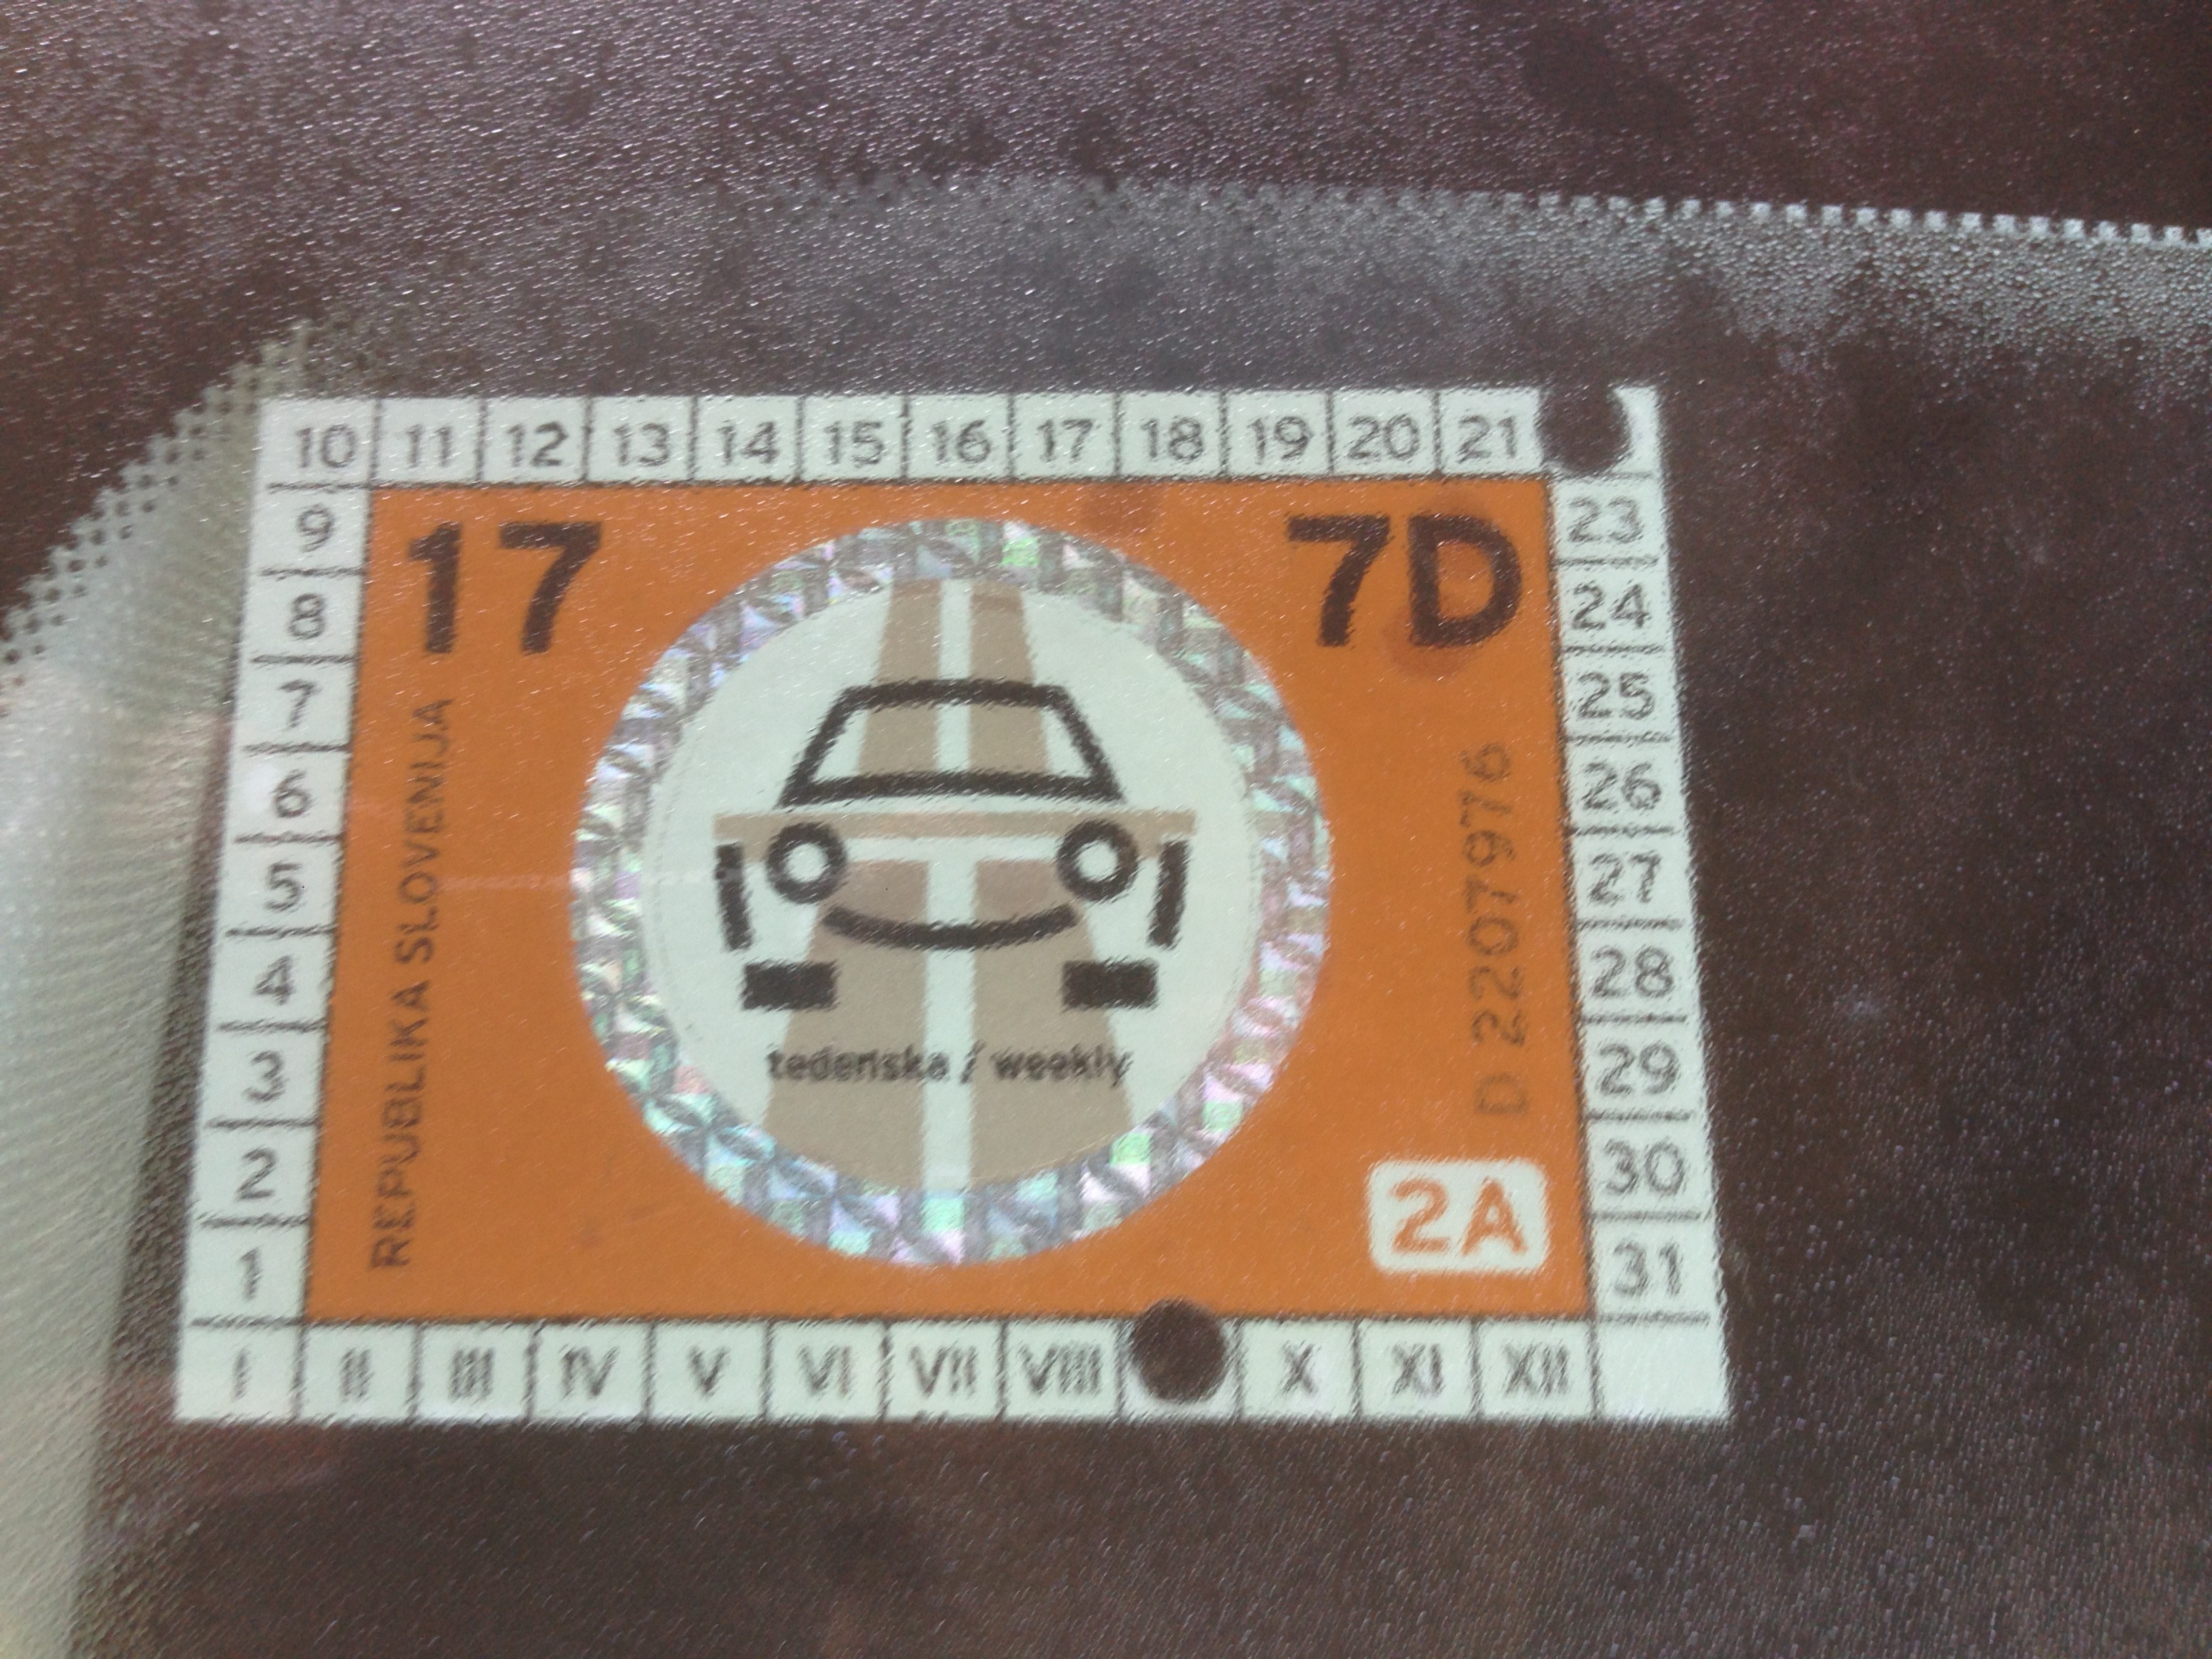 10 11 12 13 14 15 16 17 18 19 20 21
9 17 7D 23
8 24
7 25
6 26
5 27
4 28
3 29
2 30
1 31
REPUBLIKA SLOVENIJA
tedenska / weekly
D 2207976
2A
I II III IV V VI VII VIII X XI XII